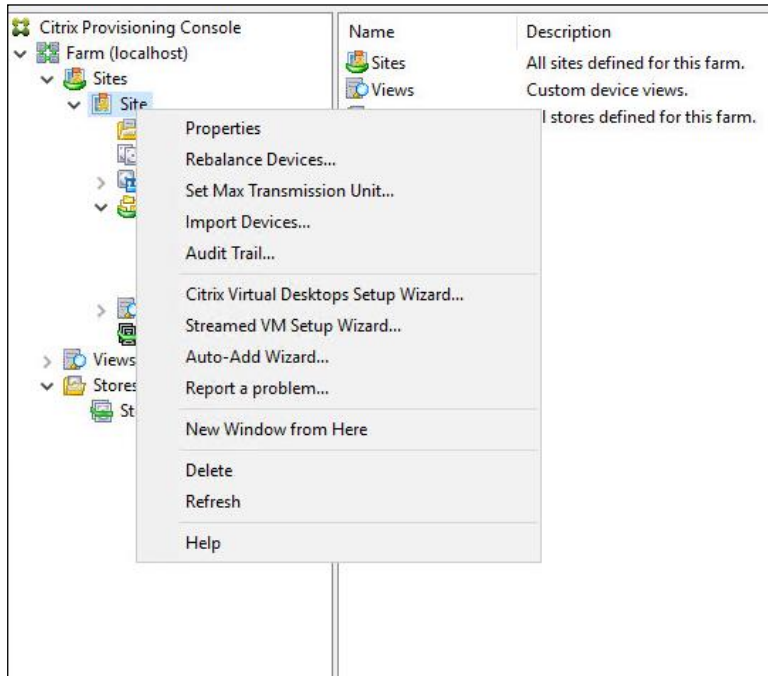 Citrix Provisioning Console
Farm (localhost)
Sites
Site
Views
Stores
St
Properties
Rebalance Devices...
Set Max Transmission Unit...
Import Devices...
Audit Trail...
Citrix Virtual Desktops Setup Wizard...
Streamed VM Setup Wizard...
Auto-Add Wizard...
Report a problem...
New Window from Here
Delete
Refresh
Help
Name Description
Sites All sites defined for this farm.
Views Custom device views.
l stores defined for this farm.